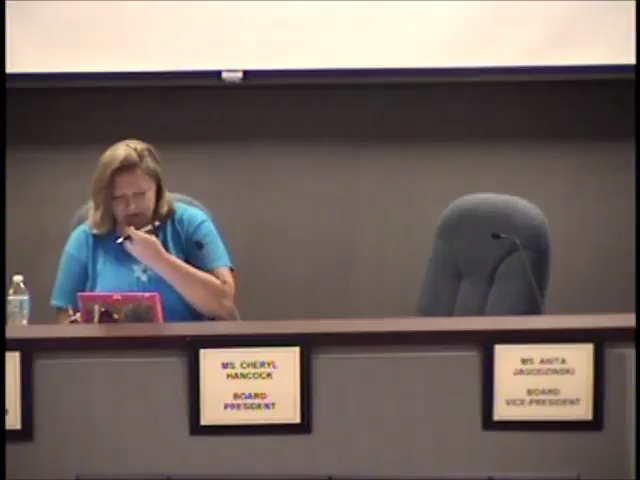 MS. CHERYL
HANCOCK
BOARD
PRESIDENT
MS. ANITA
JAGODZINSKI
BOARD
VICE-PRESIDENT